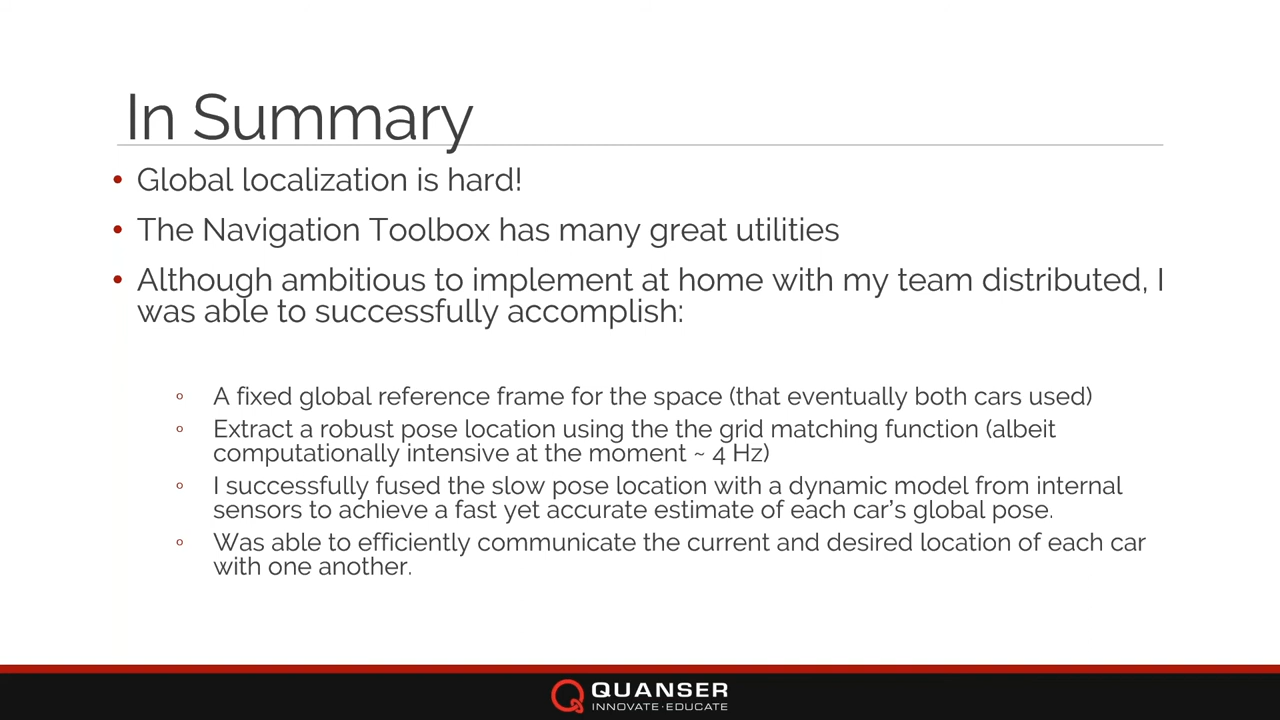 In Summary
• Global localization is hard!
• The Navigation Toolbox has many great utilities
• Although ambitious to implement at home with my team distributed, I
was able to successfully accomplish:
◦ A fixed global reference frame for the space (that eventually both cars used)
◦ Extract a robust pose location using the the grid matching function (albeit
computationally intensive at the moment ~ 4 Hz)
◦ I successfully fused the slow pose location with a dynamic model from internal
sensors to achieve a fast yet accurate estimate of each car’s global pose.
◦ Was able to efficiently communicate the current and desired location of each car
with one another.
QUANSER
INNOVATE·EDUCATE